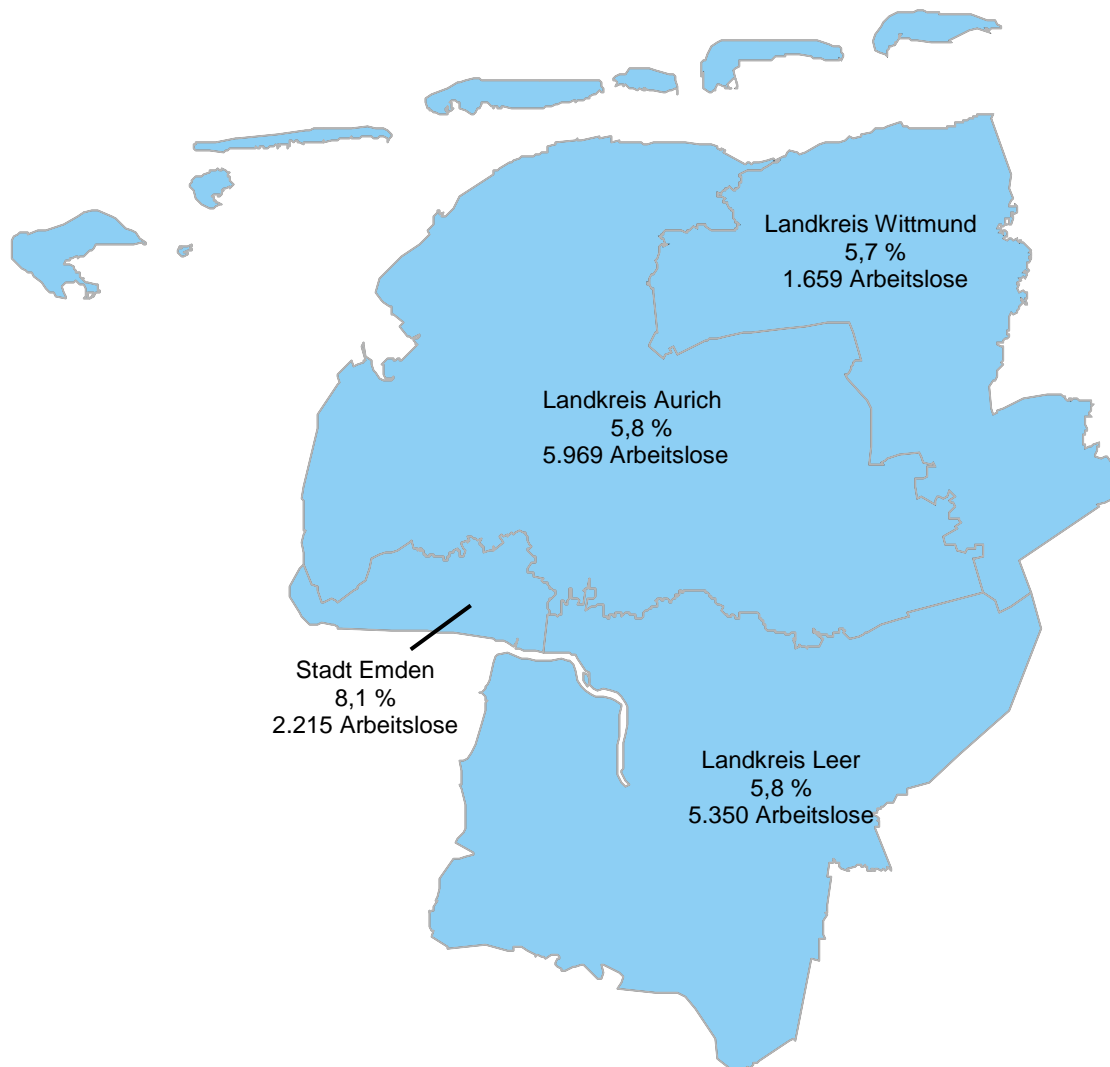 Landkreis Wittmund
5,7 %
1.659 Arbeitslose
Landkreis Aurich
5,8 %
5.969 Arbeitslose
Stadt Emden
8,1 %
2.215 Arbeitslose
Landkreis Leer
5,8 %
5.350 Arbeitslose